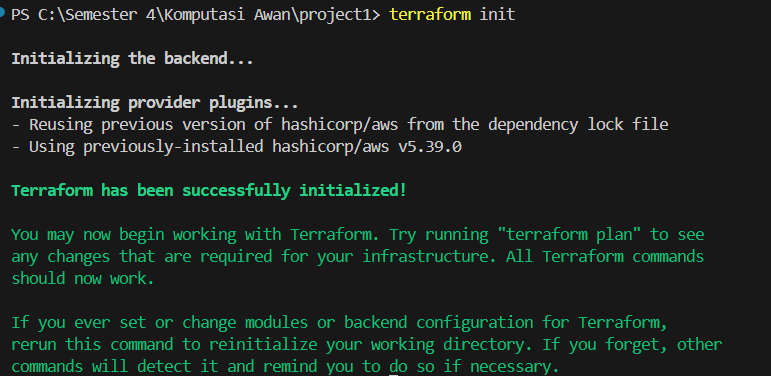 PS C:\Semester 4\Komputasi Awan\project1> terraform init
Initializing the backend...
Initializing provider plugins...
- Reusing previous version of hashicorp/aws from the dependency lock file
- Using previously-installed hashicorp/aws v5.39.0
Terraform has been successfully initialized!
You may now begin working with Terraform. Try running "terraform plan" to see
any changes that are required for your infrastructure. All Terraform commands
should now work.
If you ever set or change modules or backend configuration for Terraform,
rerun this command to reinitialize your working directory. If you forget, other
commands will detect it and remind you to do so if necessary.